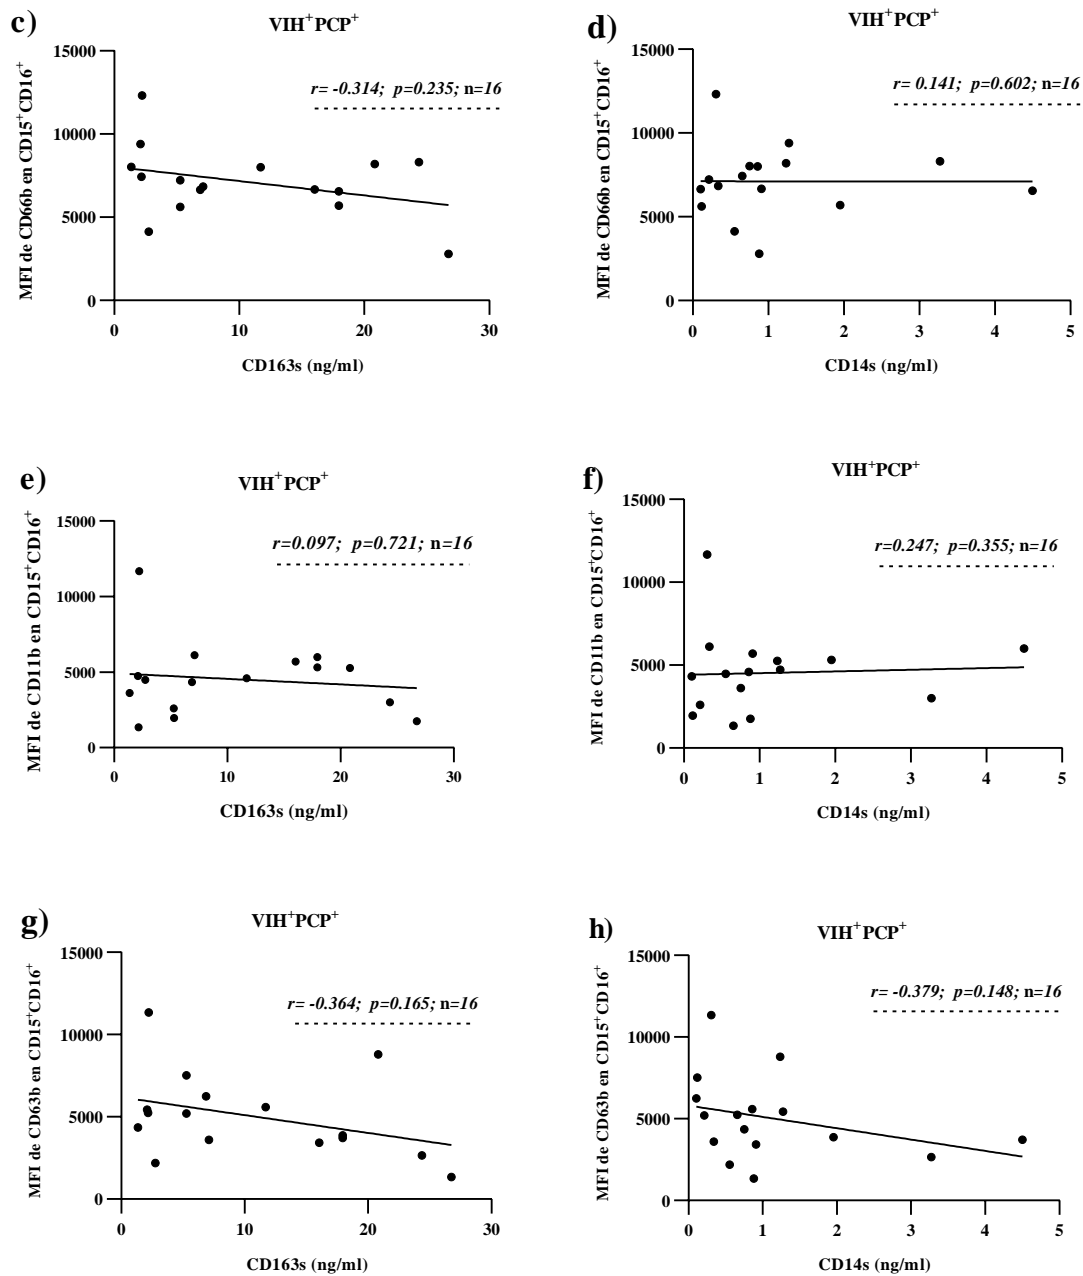 c)
VIH⁺PCP⁺
r= -0.314; p=0.235; n=16
MFI de CD66b en CD15⁺CD16⁺
15000
10000
5000
0
0 10 20 30
CD163s (ng/ml)
d)
VIH⁺PCP⁺
r= 0.141; p=0.602; n=16
MFI de CD66b en CD15⁺CD16⁺
15000
10000
5000
0
0 1 2 3 4 5
CD14s (ng/ml)
e)
VIH⁺PCP⁺
r=0.097; p=0.721; n=16
MFI de CD11b en CD15⁺CD16⁺
15000
10000
5000
0
0 10 20 30
CD163s (ng/ml)
f)
VIH⁺PCP⁺
r=0.247; p=0.355; n=16
MFI de CD11b en CD15⁺CD16⁺
15000
10000
5000
0
0 1 2 3 4 5
CD14s (ng/ml)
g)
VIH⁺PCP⁺
r= -0.364; p=0.165; n=16
MFI de CD63b en CD15⁺CD16⁺
15000
10000
5000
0
0 10 20 30
CD163s (ng/ml)
h)
VIH⁺PCP⁺
r= -0.379; p=0.148; n=16
MFI de CD63b en CD15⁺CD16⁺
15000
10000
5000
0
0 1 2 3 4 5
CD14s (ng/ml)